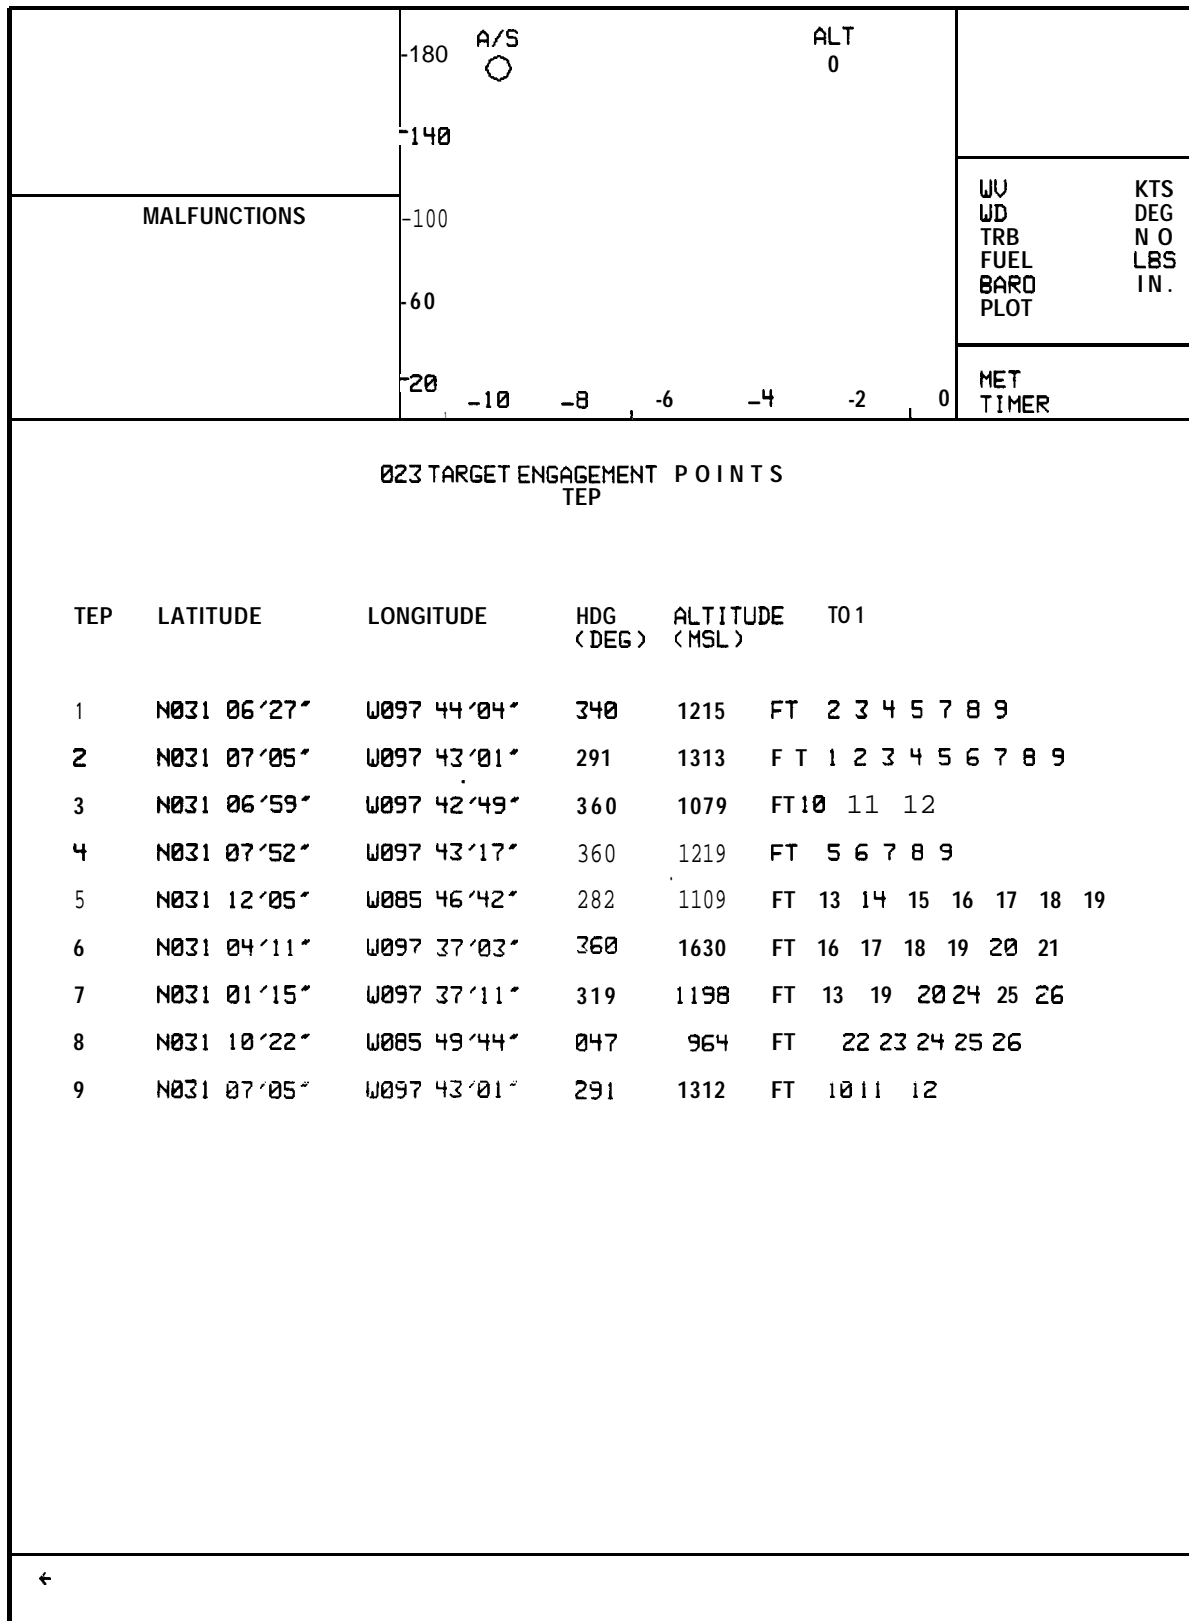 A/S ALT
-180 0
-140
MALFUNCTIONS
-100
-60
-20
-10 -8 -6 -4 -2 0
WV KTS
WD DEG
TRB N O
FUEL LBS
BARO IN.
PLOT
MET
TIMER
023 TARGET ENGAGEMENT POINTS
TEP
TEP LATITUDE LONGITUDE HDG ALTITUDE TO1
(DEG) (MSL)
1 N031 06'27" W097 44'04" 340 1215 FT 2 3 4 5 7 8 9
2 N031 07'05" W097 43'01" 291 1313 F T 1 2 3 4 5 6 7 8 9
3 N031 06'59" W097 42'49" 360 1079 FT10 11 12
4 N031 07'52" W097 43'17" 360 1219 FT 5 6 7 8 9
5 N031 12'05" W085 46'42" 282 1109 FT 13 14 15 16 17 18 19
6 N031 04'11" W097 37'03" 360 1630 FT 16 17 18 19 20 21
7 N031 01'15" W097 37'11" 319 1198 FT 13 19 20 24 25 26
8 N031 10'22" W085 49'44" 047 964 FT 22 23 24 25 26
9 N031 07'05" W097 43'01" 291 1312 FT 10 11 12
←